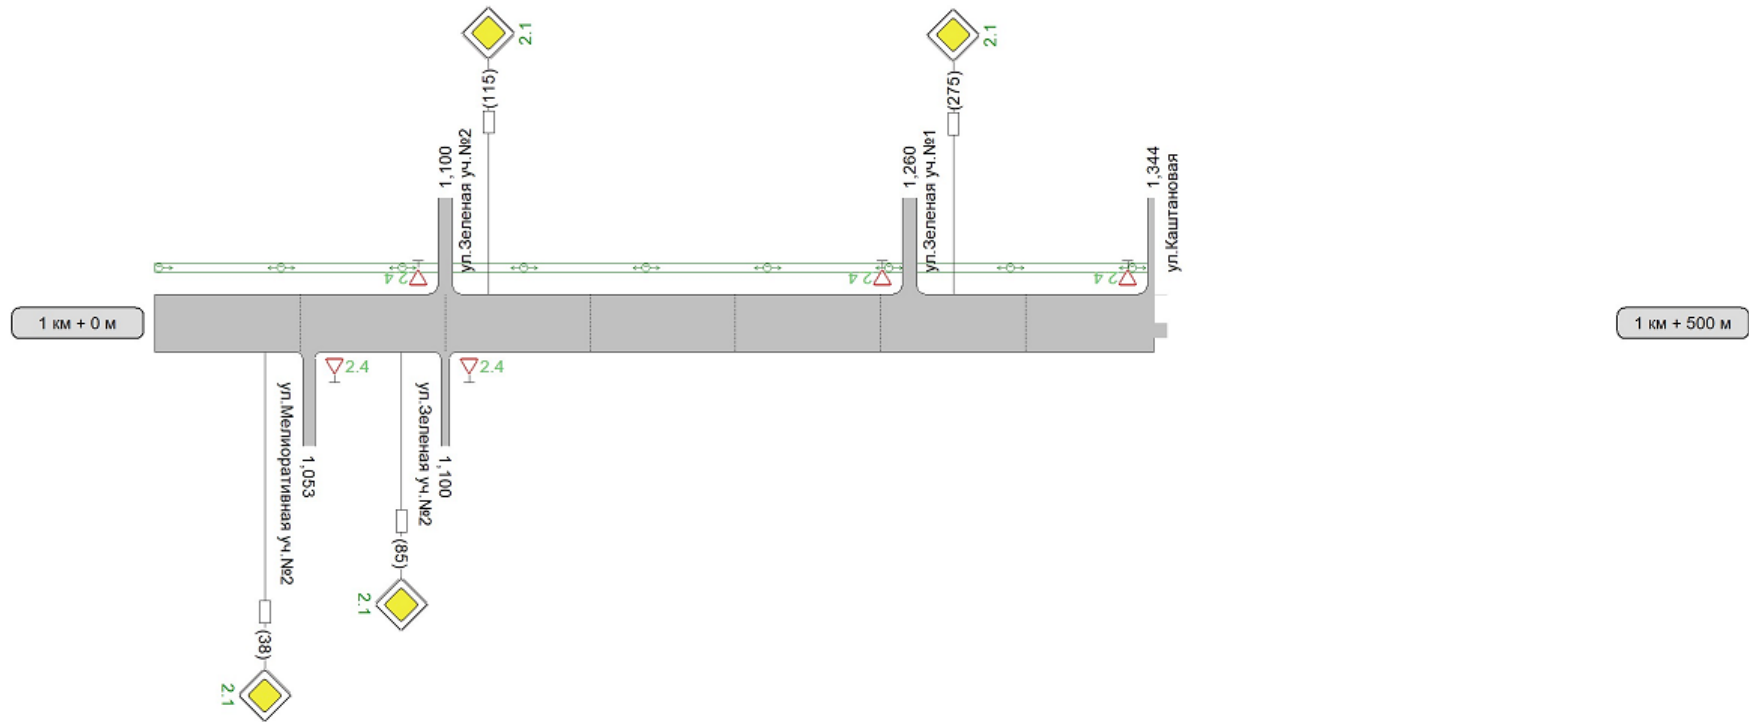 2.1
2.1
(115)
(275)
1,100
ул.Зеленая уч.№2
1,260
ул.Зеленая уч.№1
1,344
ул.Каштановая
2.4
2.4
2.4
1 км + 0 м
1 км + 500 м
2.4
2.4
ул.Мелиоративная уч.№2
1,053
ул.Зеленая уч.№2
1,100
(85)
2.1
(38)
2.1